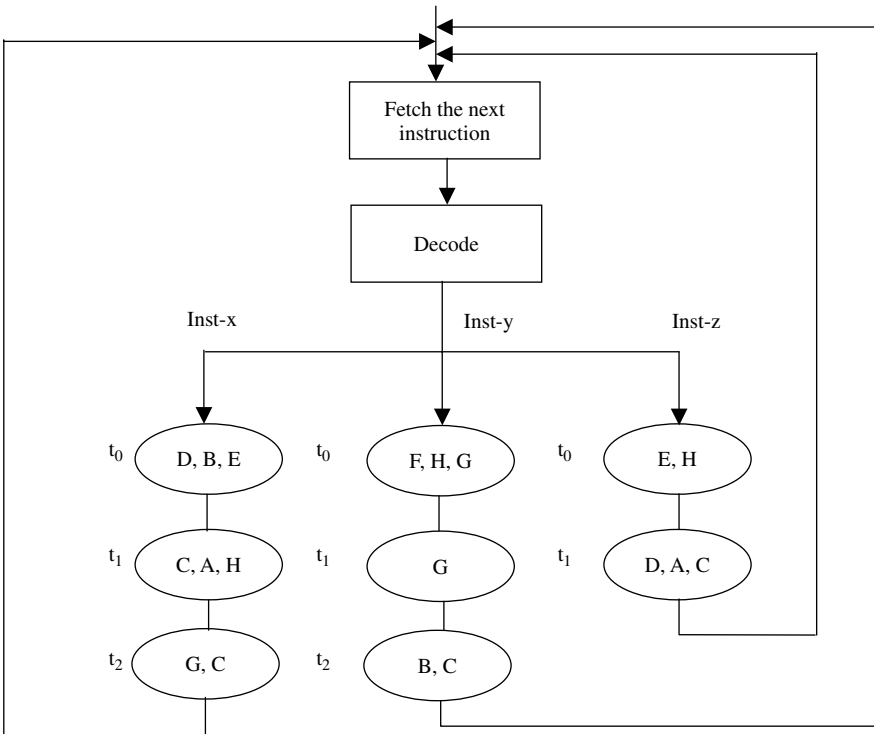 Fetch the next
instruction
Decode
Inst-x
Inst-y
Inst-z
t0
D, B, E
t0
F, H, G
t0
E, H
t1
C, A, H
t1
G
t1
D, A, C
t2
G, C
t2
B, C